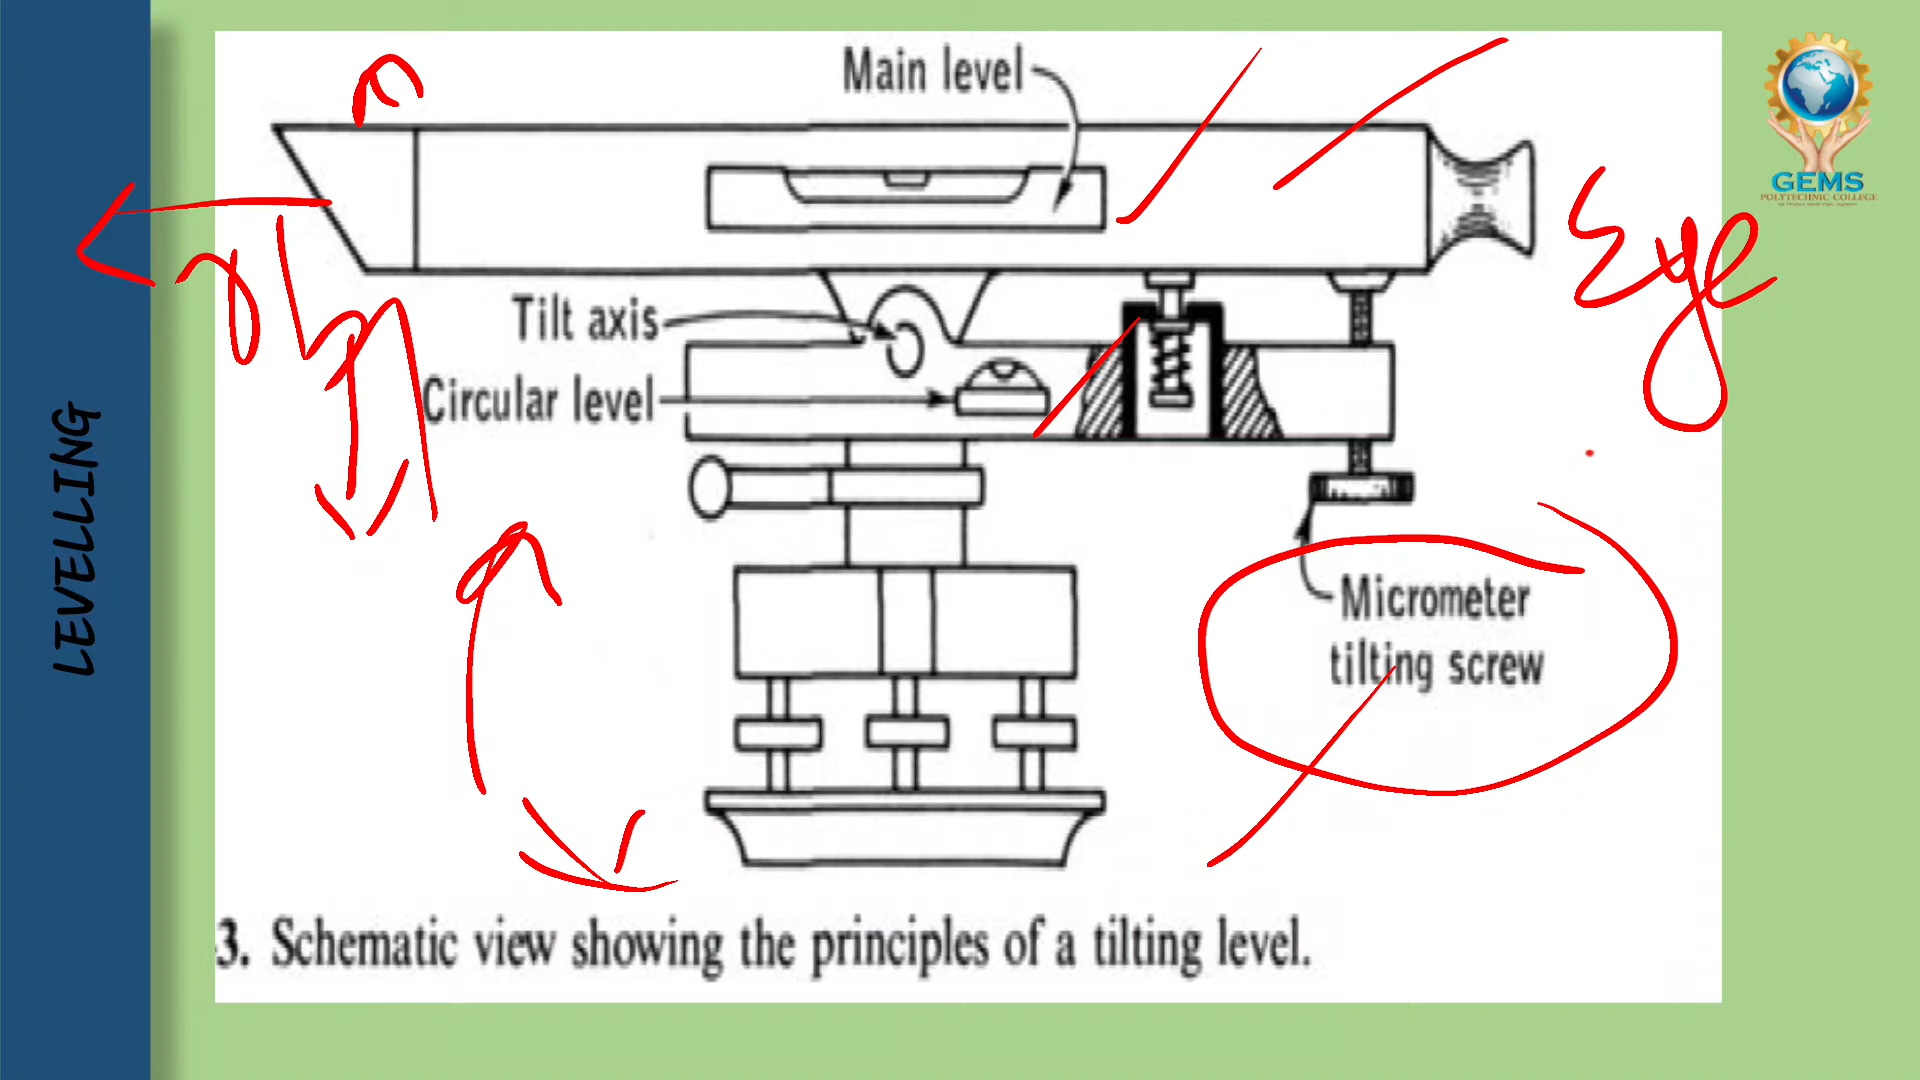 Main level
GEMS
POLYTECHNIC COLLEGE
Eye
Tilt axis
Circular level
LEVELLING
Micrometer
tilting screw
3. Schematic view showing the principles of a tilting level.